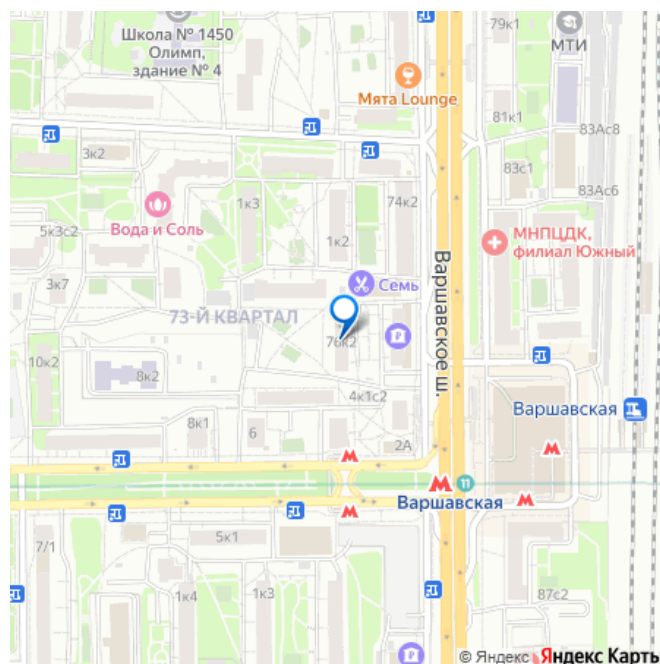 Школа № 1450
Олимп,
здание № 4
79к1
МТИ
Мята Lounge
81к1
83Ас8
3к2
83с1
83Ас6
1к3
74к2
5к3с2
Вода и Соль
1к2
МНПЦДК,
филиал Южный
3к7
Семь
73-Й КВАРТАЛ
Варшавское ш.
76к2
10к2
8к2
4к1с2
Варшавская
8к1
6
2А
11
Варшавская
7/1
5к1
1к4
1к3
87с2
© Яндекс
Яндекс Карты